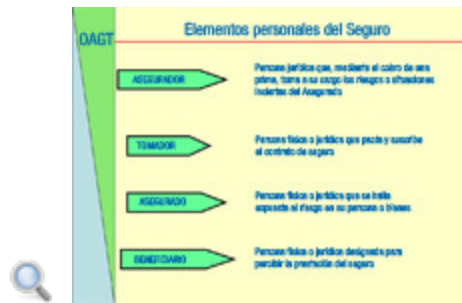 OAGT
Elementos personales del Seguro
ASEGURADOR
Persona jurídica que, mediante el cobro de una
prima, toma a su cargo los riesgos o situaciones
inciertas del Asegurado
TOMADOR
Persona física o jurídica que pacta y suscribe
el contrato de seguro
ASEGURADO
Persona física o jurídica que se halla
expuesta al riesgo en su persona o bienes
BENEFICIARIO
Persona física o jurídica designada para
percibir la prestación del seguro